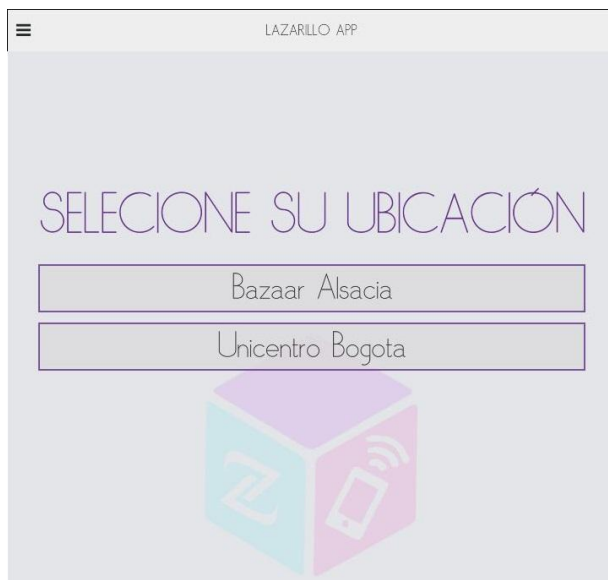 LAZARILLO APP
SELECIONE SU UBICACIÓN
Bazaar Alsacia
Unicentro Bogota
Z